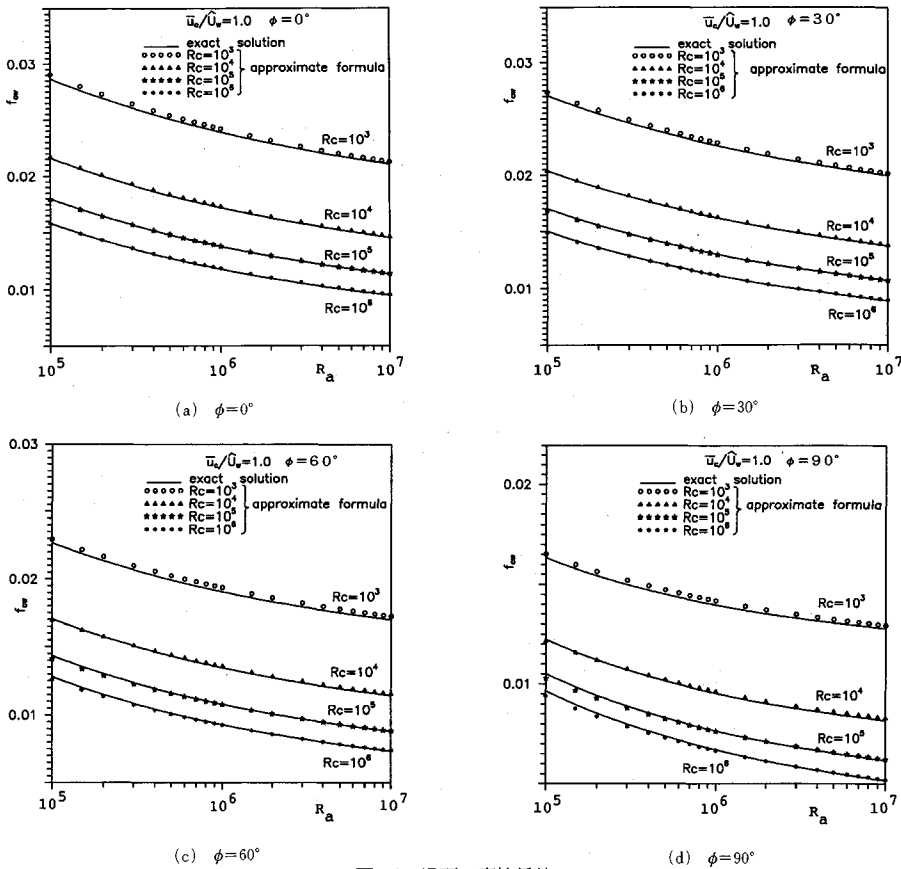 ū_c/Û_w=1.0 φ=0°
exact solution
Rc=10³
Rc=10⁴
Rc=10⁵
Rc=10⁶
approximate formula
0.03
0.02
0.01
f_cw
Rc=10³
Rc=10⁴
Rc=10⁵
Rc=10⁶
10⁵
10⁶
10⁷
R_a
(a) φ=0°
ū_c/Û_w=1.0 φ=30°
exact solution
Rc=10³
Rc=10⁴
Rc=10⁵
Rc=10⁶
approximate formula
0.03
0.02
0.01
f_cw
Rc=10³
Rc=10⁴
Rc=10⁵
Rc=10⁶
10⁵
10⁶
10⁷
R_a
(b) φ=30°
ū_c/Û_w=1.0 φ=60°
exact solution
Rc=10³
Rc=10⁴
Rc=10⁵
Rc=10⁶
approximate formula
0.03
0.02
0.01
f_cw
Rc=10³
Rc=10⁴
Rc=10⁵
Rc=10⁶
10⁵
10⁶
10⁷
R_a
(c) φ=60°
ū_c/Û_w=1.0 φ=90°
exact solution
Rc=10³
Rc=10⁴
Rc=10⁵
Rc=10⁶
approximate formula
0.02
0.01
f_cw
Rc=10³
Rc=10⁴
Rc=10⁵
Rc=10⁶
10⁵
10⁶
10⁷
R_a
(d) φ=90°